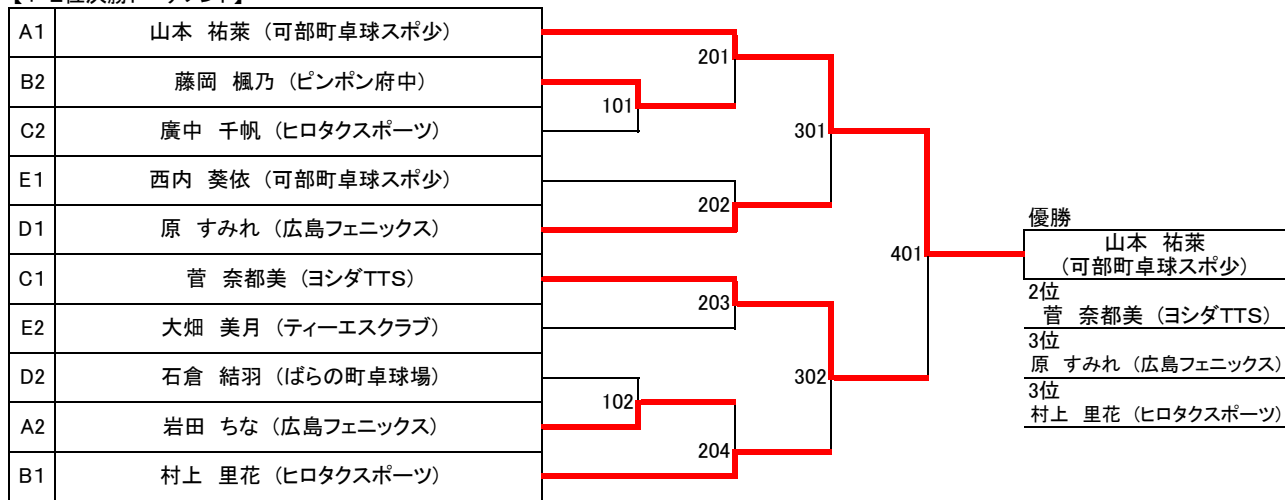 A1 山本 祐菜 (可部町卓球スポ少)
B2 藤岡 楓乃 (ピンポン府中)
C2 廣中 千帆 (ヒロタクスポーツ)
E1 西内 葵依 (可部町卓球スポ少)
D1 原 すみれ (広島フェニックス)
C1 菅 奈都美 (ヨシダTTS)
E2 大畑 美月 (ティーエスクラブ)
D2 石倉 結羽 (ばらの町卓球場)
A2 岩田 ちな (広島フェニックス)
B1 村上 里花 (ヒロタクスポーツ)
101
102
201
202
203
204
301
302
401
優勝
山本 祐菜
(可部町卓球スポ少)
2位
菅 奈都美 (ヨシダTTS)
3位
原 すみれ (広島フェニックス)
3位
村上 里花 (ヒロタクスポーツ)